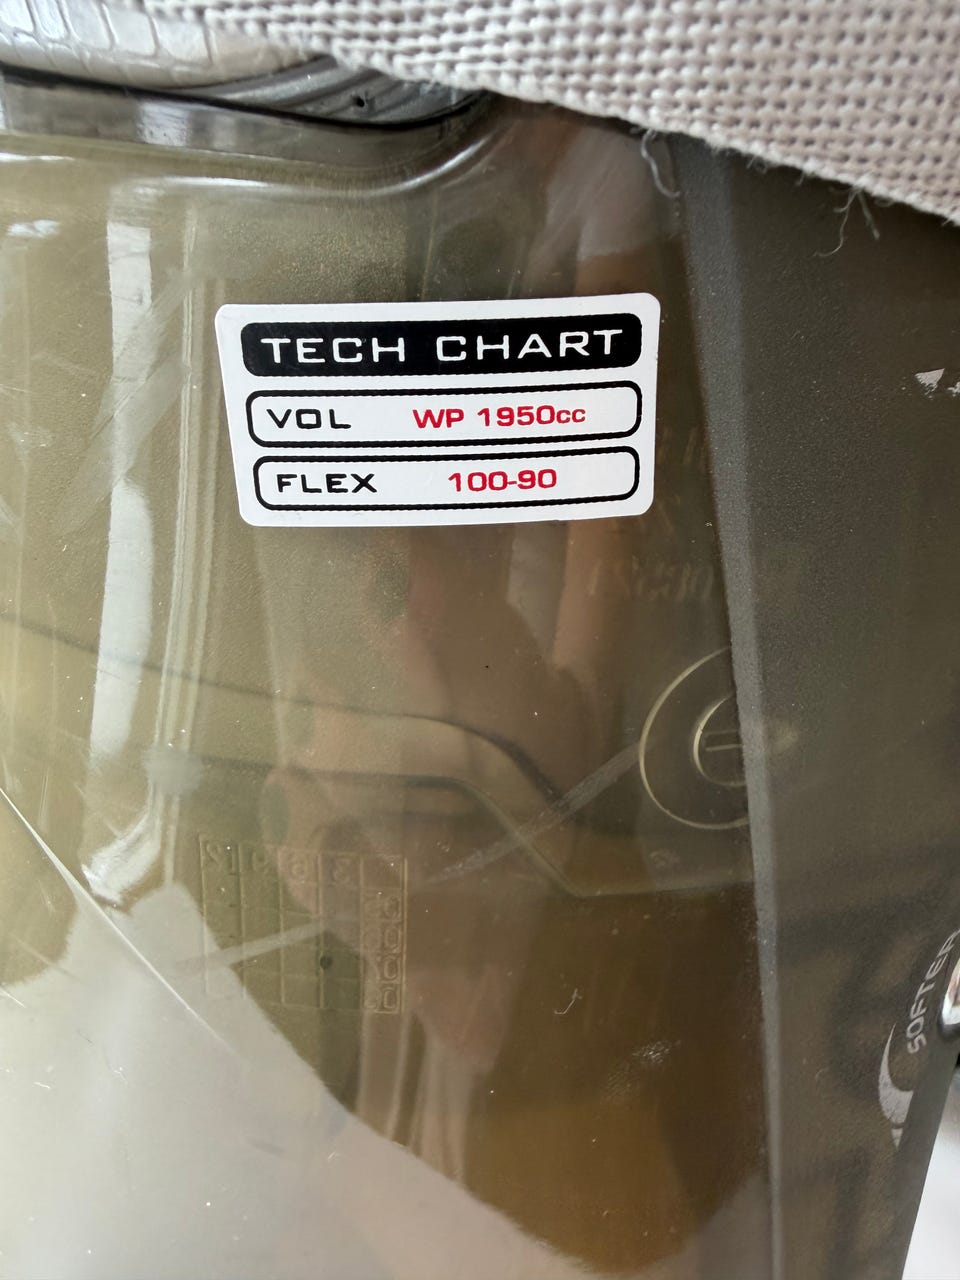 TECH CHART
VOL WP 1950cc
FLEX 100-90
SOFTER